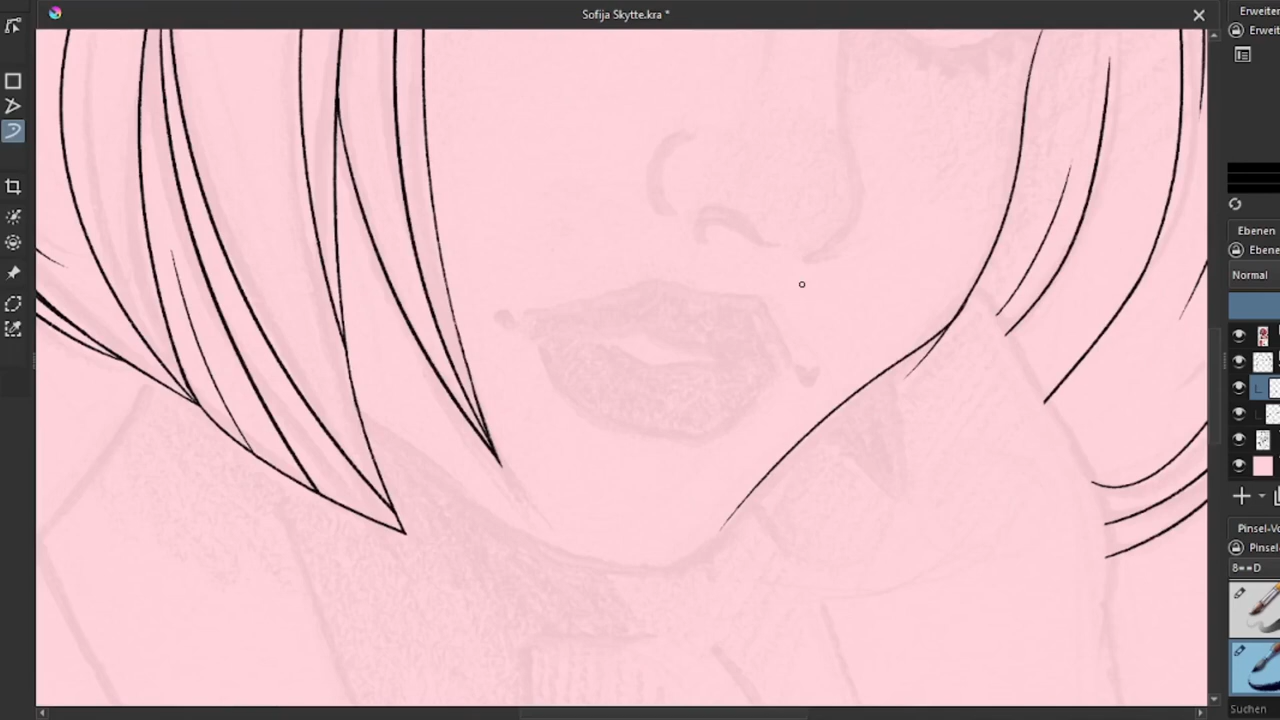 Sofija Skytte.kra *
Erweiter
Erweit
Ebenen
Ebene
Normal
Pinsel-Vo
Pinsel-
8==D
Suchen